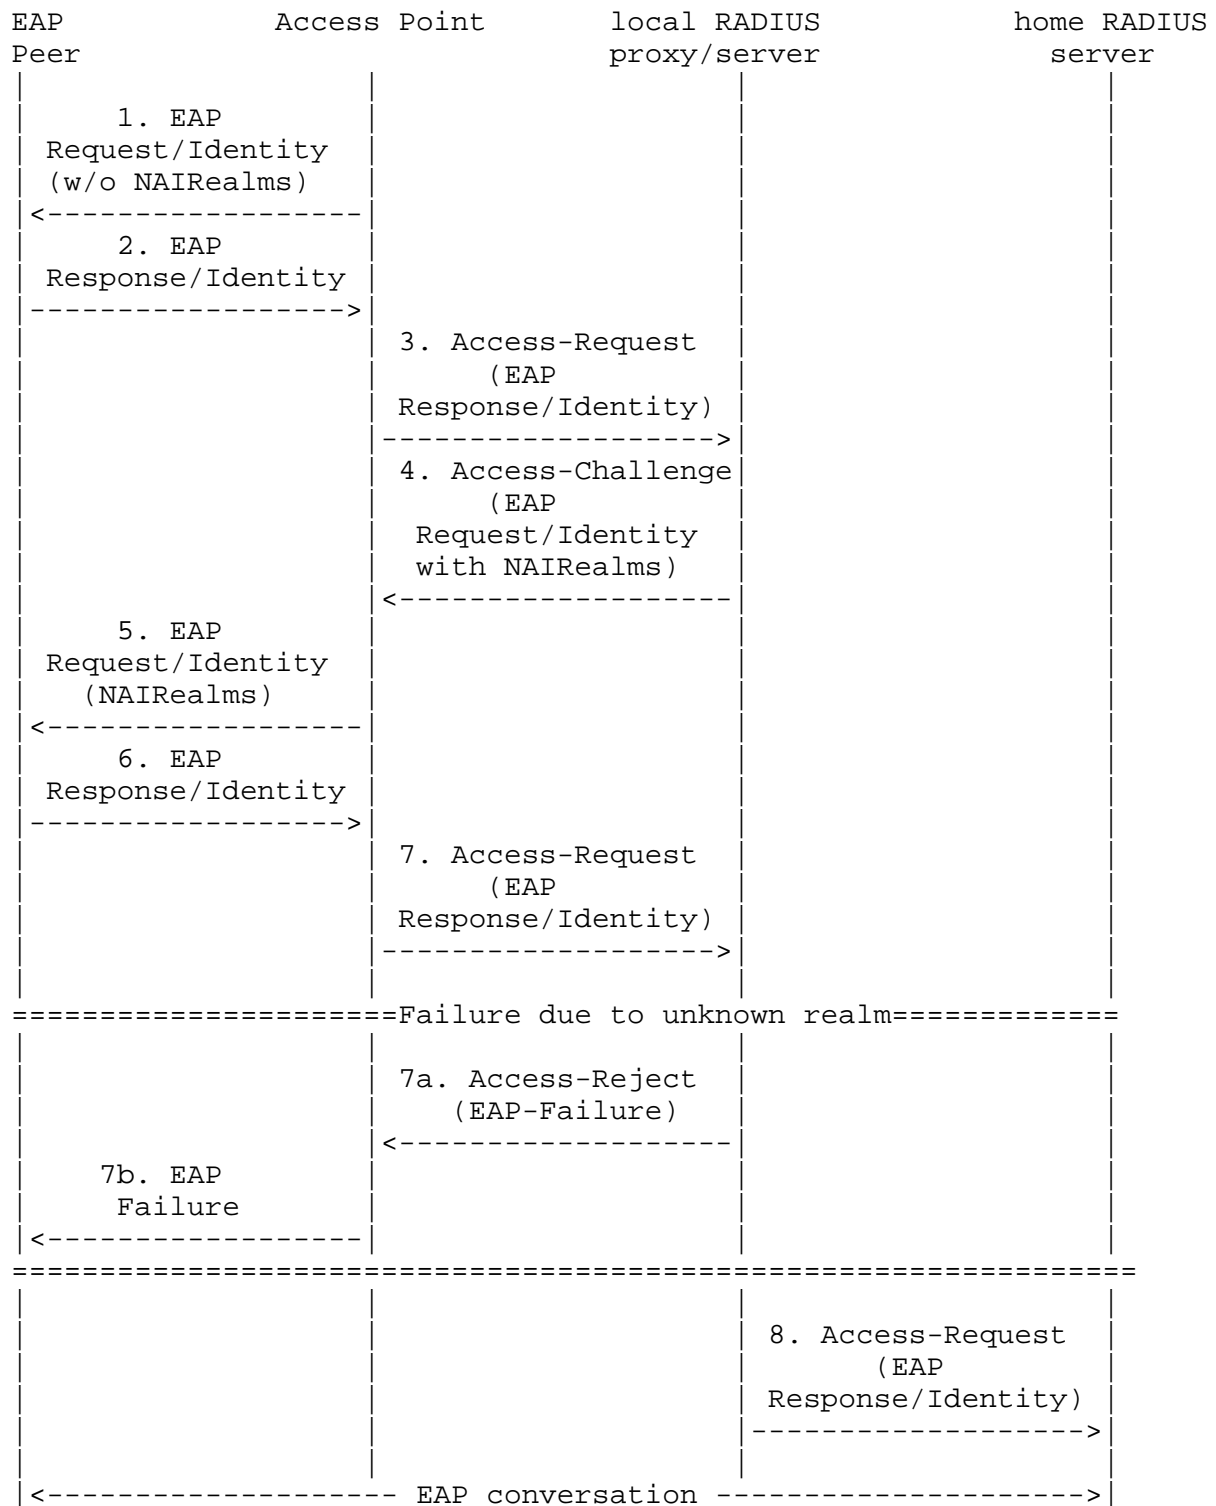 EAP Access Point local RADIUS home RADIUS
Peer proxy/server server
1. EAP
Request/Identity
(w/o NAIRealms)
2. EAP
Response/Identity
3. Access-Request
(EAP
Response/Identity)
4. Access-Challenge
(EAP
Request/Identity
with NAIRealms)
5. EAP
Request/Identity
(NAIRealms)
6. EAP
Response/Identity
7. Access-Request
(EAP
Response/Identity)
Failure due to unknown realm
7a. Access-Reject
(EAP-Failure)
7b. EAP
Failure
8. Access-Request
(EAP
Response/Identity)
EAP conversation